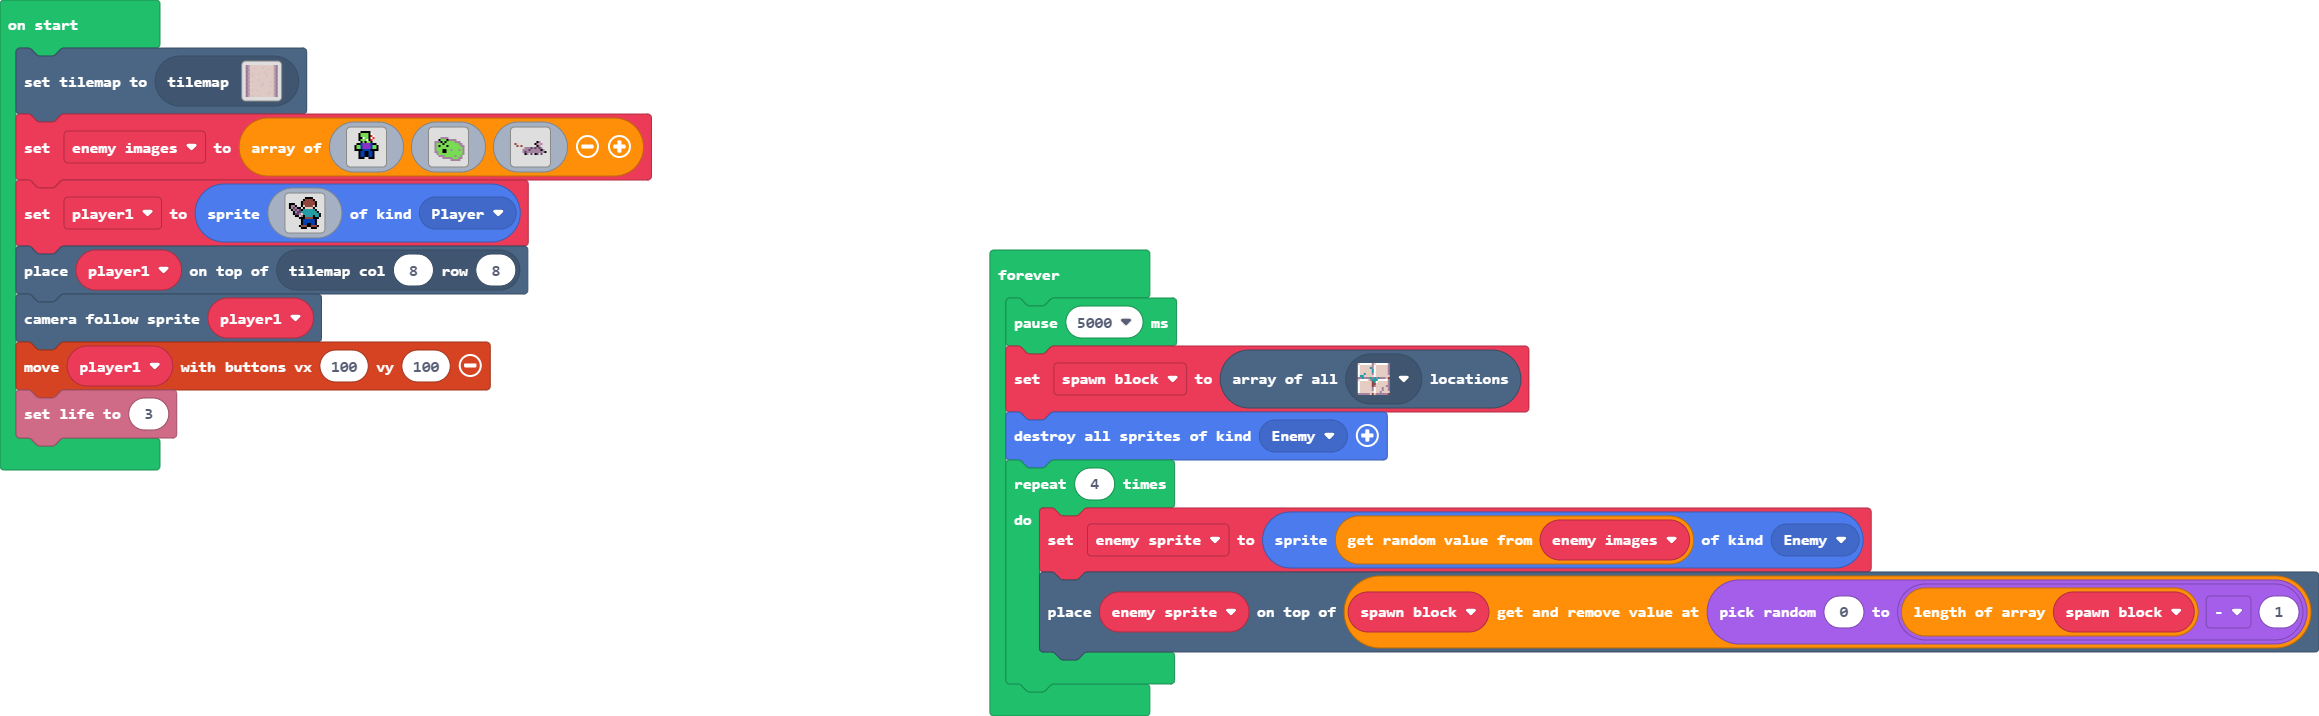 on start
set tilemap to tilemap
set enemy images to array of
set player1 to sprite of kind Player
place player1 on top of tilemap col 8 row 8
camera follow sprite player1
move player1 with buttons vx 100 vy 100
set life to 3
forever
pause 5000 ms
set spawn block to array of all locations
destroy all sprites of kind Enemy
repeat 4 times
do
set enemy sprite to sprite get random value from enemy images of kind Enemy
place enemy sprite on top of spawn block get and remove value at pick random 0 to length of array spawn block - 1